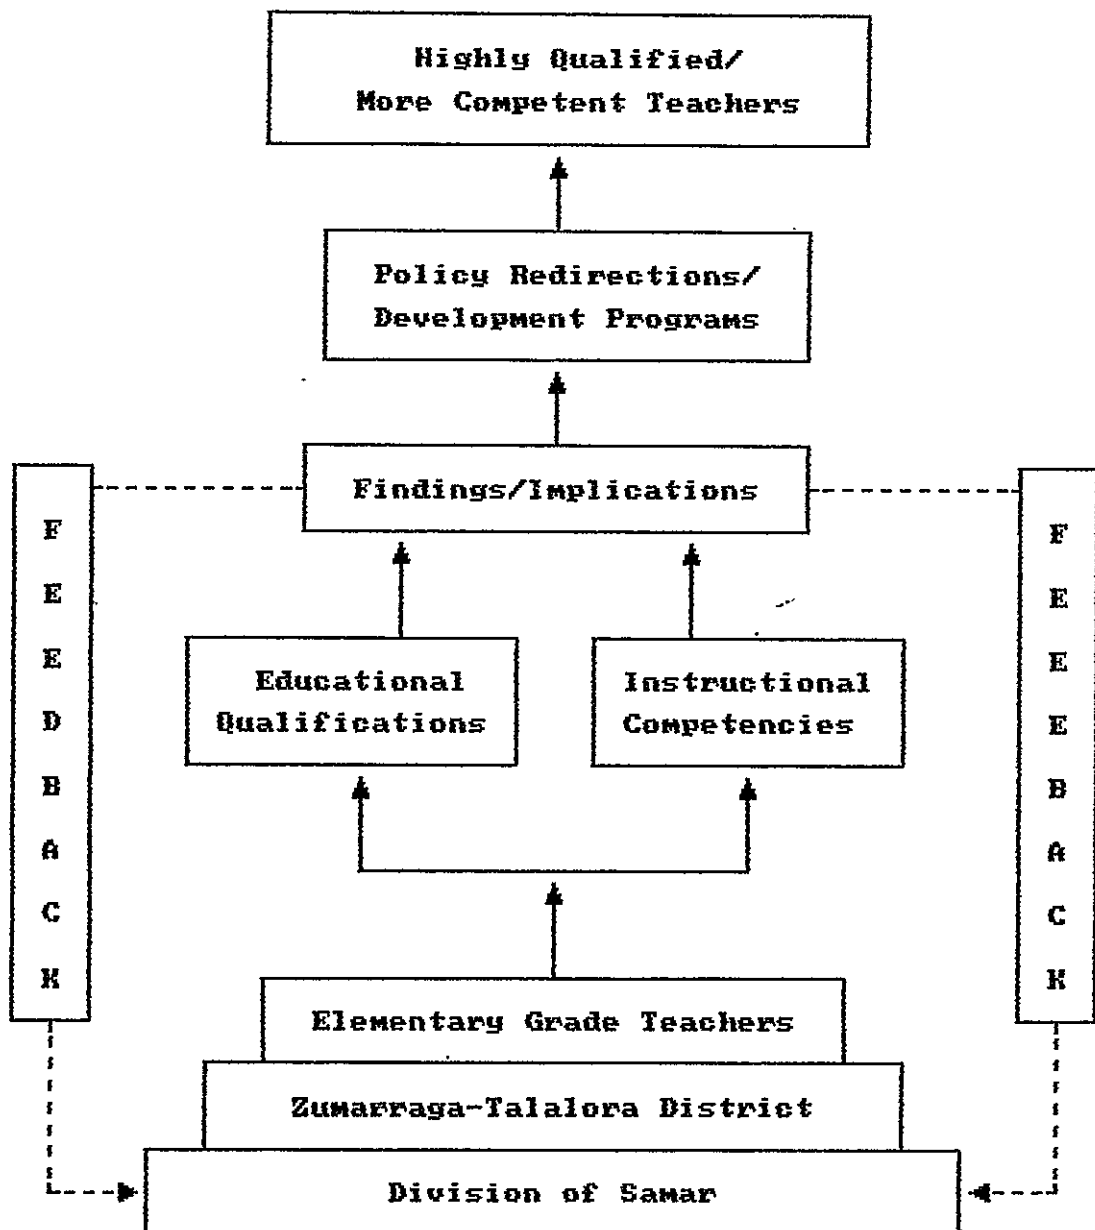 Highly Qualified/
More Competent Teachers
Policy Redirections/
Development Programs
Findings/Implications
Educational
Qualifications
Instructional
Competencies
F
E
E
D
B
A
C
K
F
E
E
E
B
A
C
K
Elementary Grade Teachers
Zumarraga-Talalora District
Division of Samar